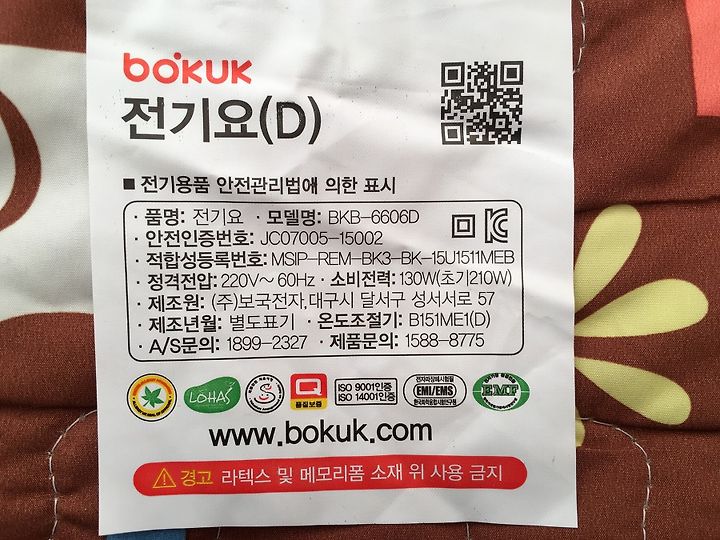 bokuk
전기요(D)
■ 전기용품 안전관리법에 의한 표시
· 품명: 전기요 · 모델명: BKB-6606D
· 안전인증번호: JC07005-15002
· 적합성등록번호: MSIP-REM-BK3-BK-15U1511MEB
· 정격전압: 220V~ 60Hz · 소비전력: 130W(초기210W)
· 제조원: (주)보국전자,대구시 달서구 성서서로 57
· 제조년월: 별도표기 · 온도조절기: B151ME1(D)
· A/S문의: 1899-2327 · 제품문의: 1588-8775
LOHAS
Q
품질보증
ISO 9001인증
ISO 14001인증
전자파장해시험필
EMI/EMS
EMF
www.bokuk.com
경고 라텍스 및 메모리폼 소재 위 사용 금지